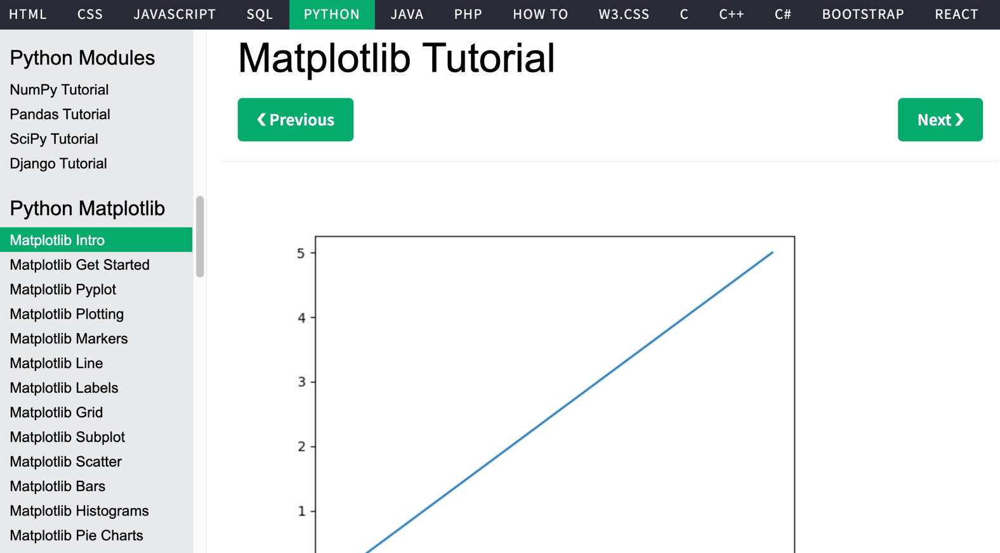 HTML CSS JAVASCRIPT SQL PYTHON JAVA PHP HOW TO W3.CSS C C++ C# BOOTSTRAP REACT
Python Modules
NumPy Tutorial
Pandas Tutorial
SciPy Tutorial
Django Tutorial
Python Matplotlib
Matplotlib Intro
Matplotlib Get Started
Matplotlib Pyplot
Matplotlib Plotting
Matplotlib Markers
Matplotlib Line
Matplotlib Labels
Matplotlib Grid
Matplotlib Subplot
Matplotlib Scatter
Matplotlib Bars
Matplotlib Histograms
Matplotlib Pie Charts
Matplotlib Tutorial
❮ Previous
Next ❯
5
4
3
2
1